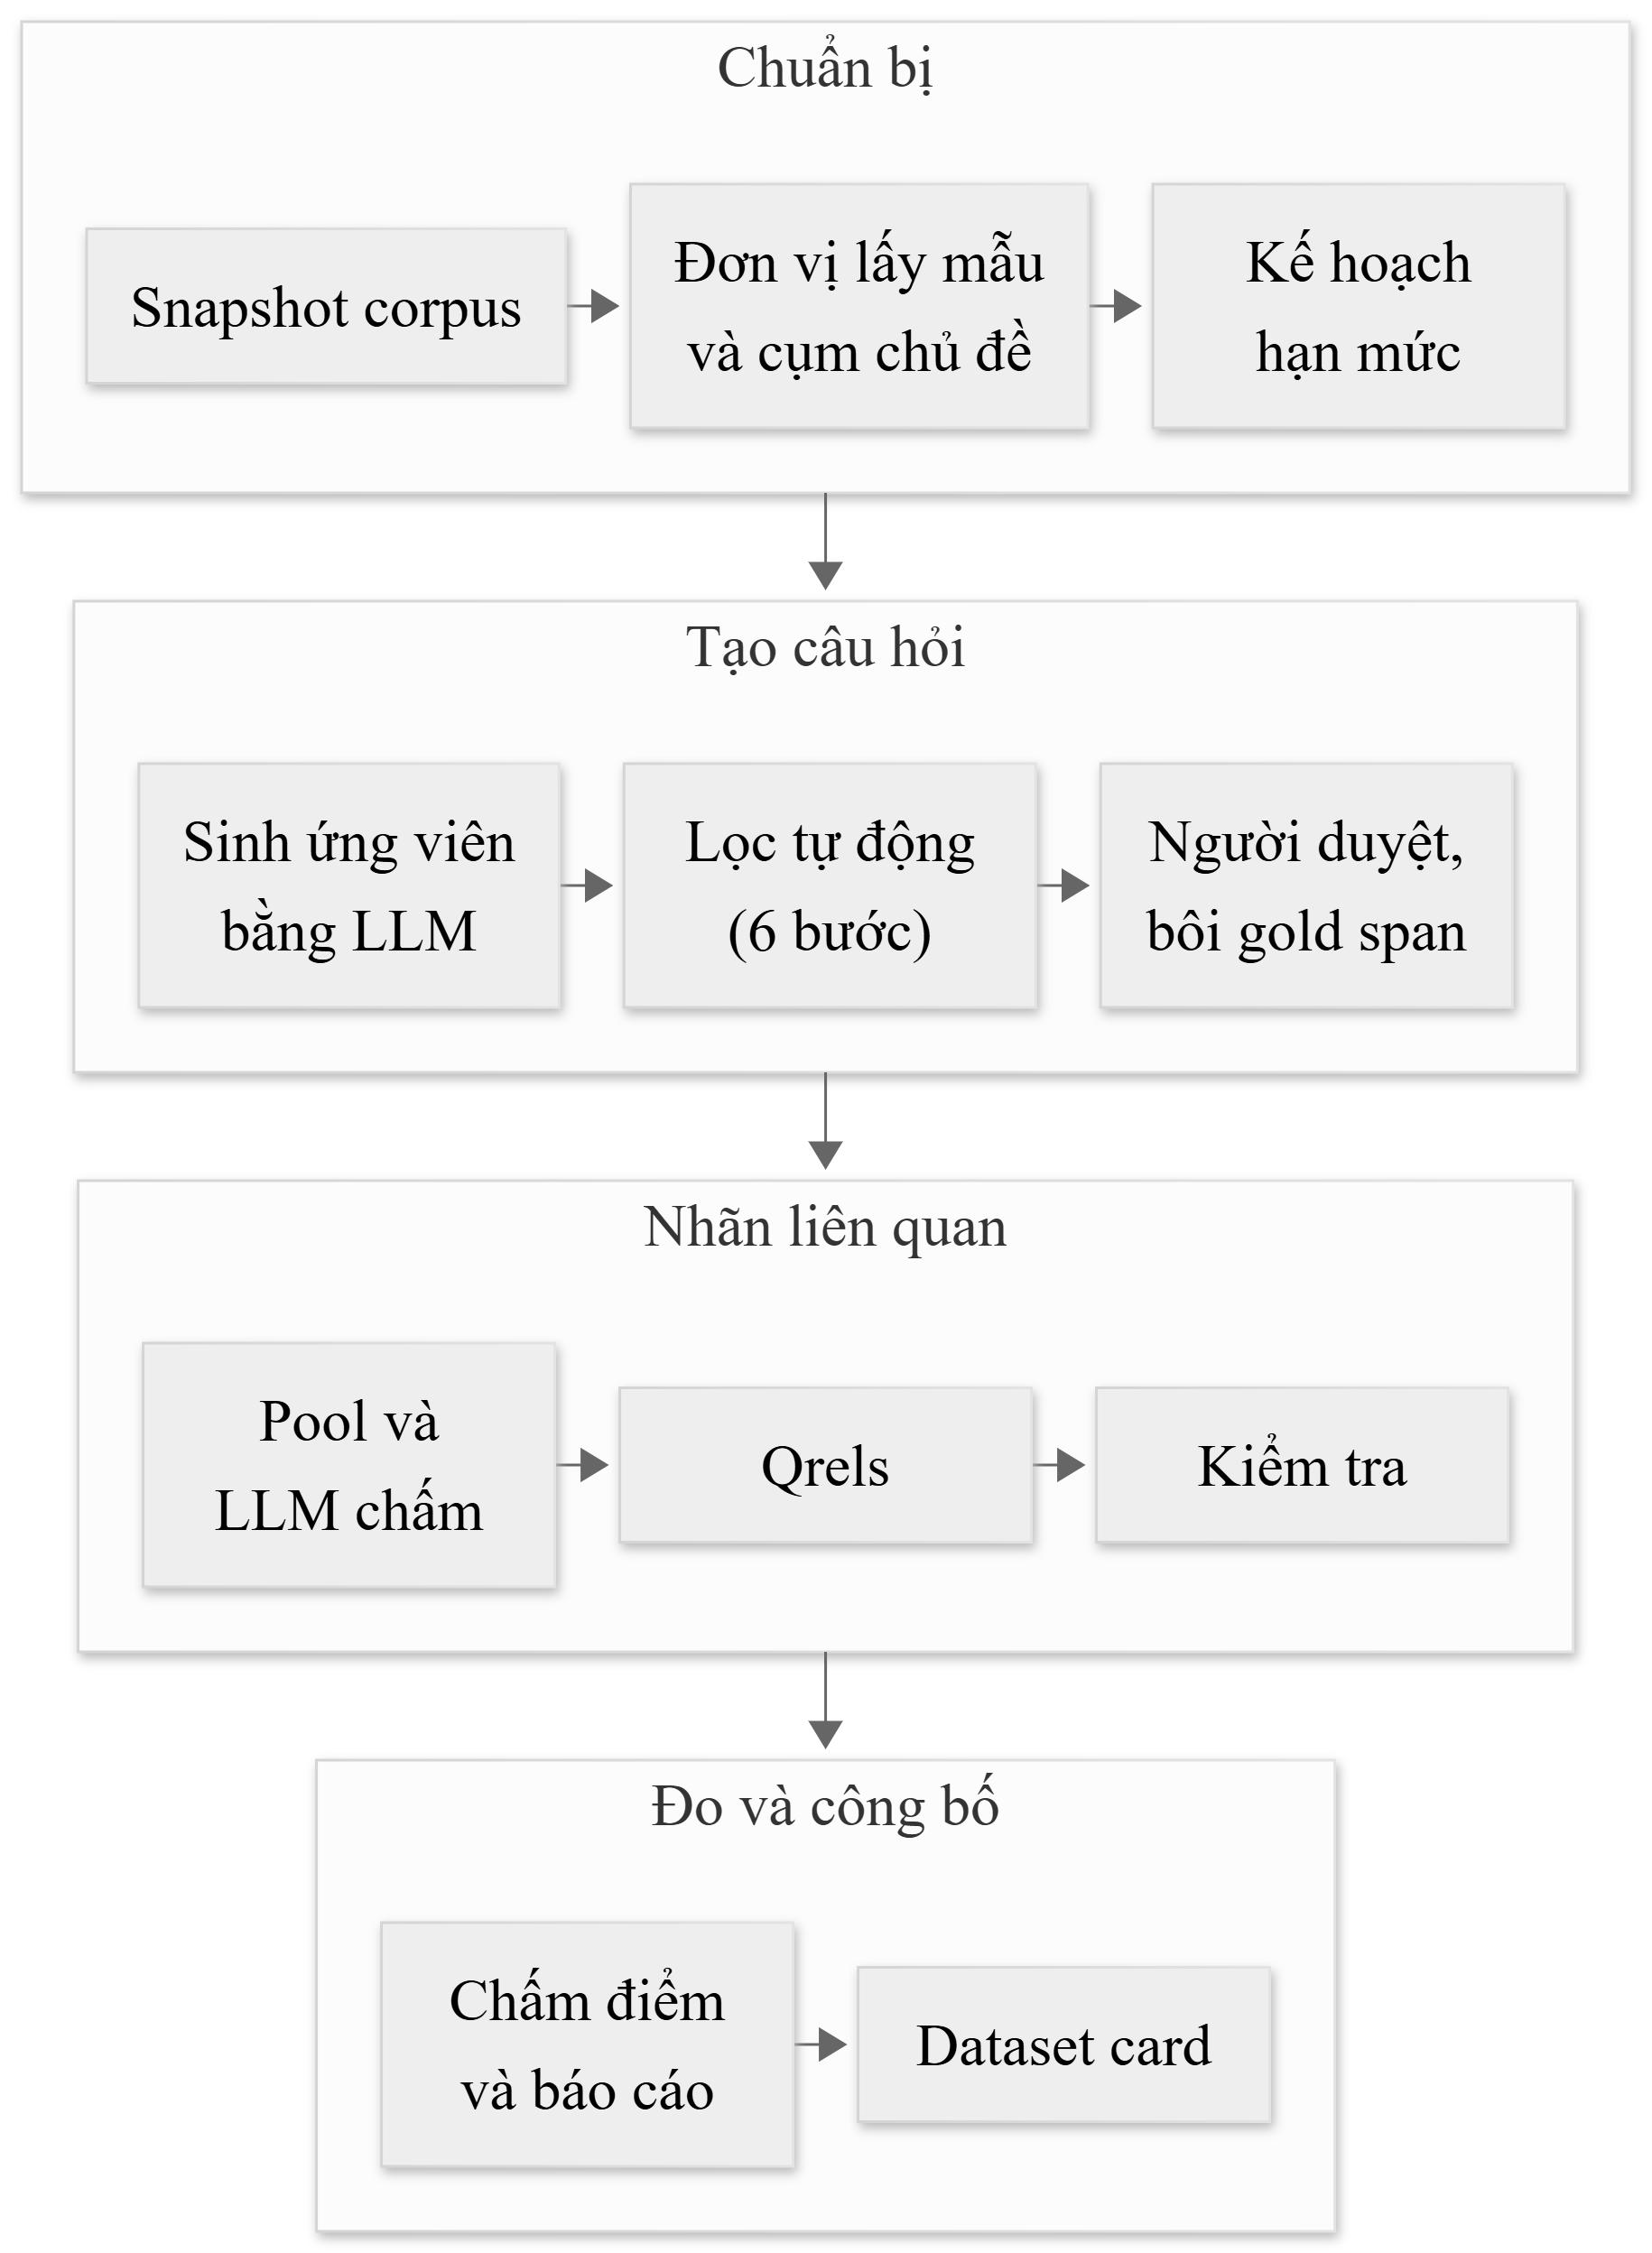 Chuẩn bị
Snapshot corpus
Đơn vị lấy mẫu
và cụm chủ đề
Kế hoạch
hạn mức
Tạo câu hỏi
Sinh ứng viên
bằng LLM
Lọc tự động
(6 bước)
Người duyệt,
bôi gold span
Nhãn liên quan
Pool và
LLM chấm
Qrels
Kiểm tra
Đo và công bố
Chấm điểm
và báo cáo
Dataset card